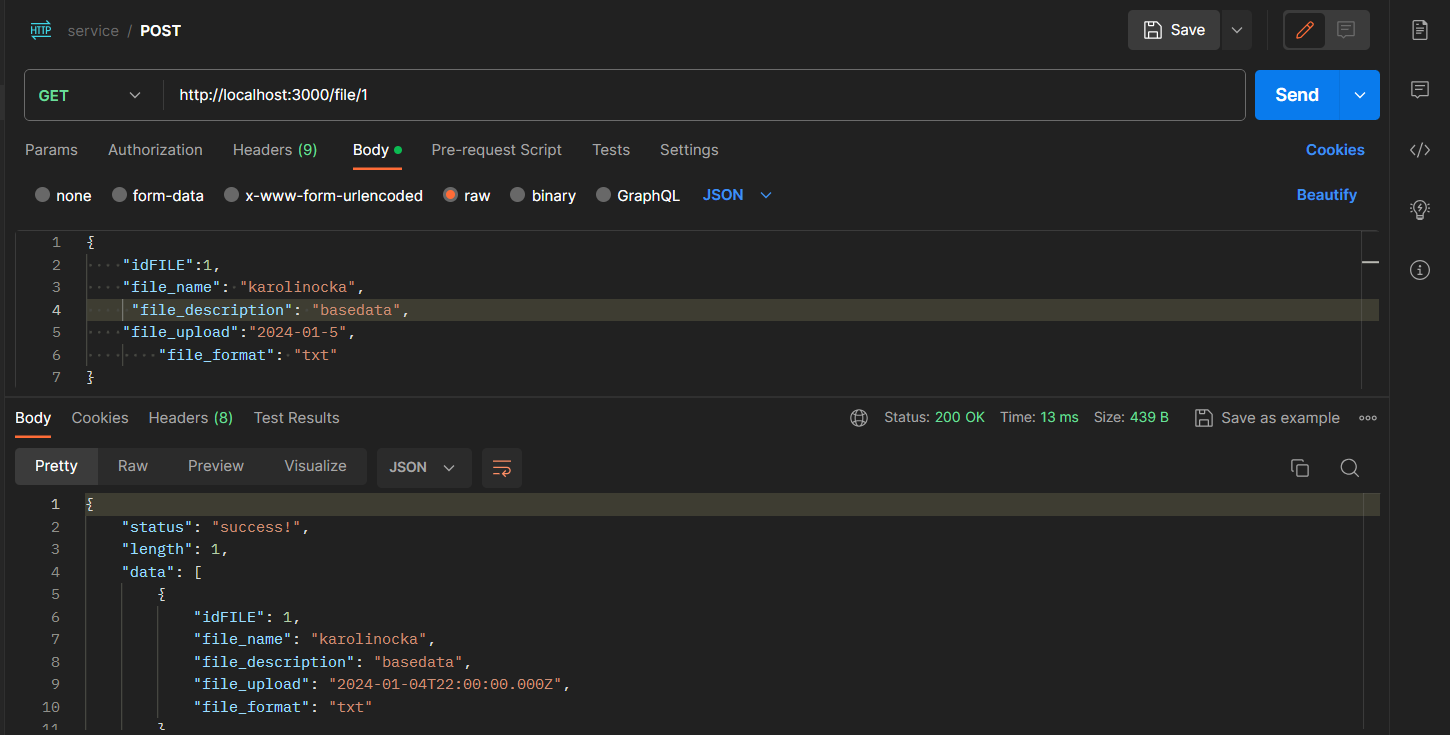 HTTP service / POST Save
GET http://localhost:3000/file/1 Send
Params Authorization Headers (9) Body Pre-request Script Tests Settings Cookies
none form-data x-www-form-urlencoded raw binary GraphQL JSON Beautify
1 {
2 "idFILE":1,
3 "file_name": "karolinocka",
4 "file_description": "basedata",
5 "file_upload":"2024-01-5",
6 "file_format": "txt"
7 }
Body Cookies Headers (8) Test Results Status: 200 OK Time: 13 ms Size: 439 B Save as example
Pretty Raw Preview Visualize JSON
1 {
2 "status": "success!",
3 "length": 1,
4 "data": [
5 {
6 "idFILE": 1,
7 "file_name": "karolinocka",
8 "file_description": "basedata",
9 "file_upload": "2024-01-04T22:00:00.000Z",
10 "file_format": "txt"
11 }